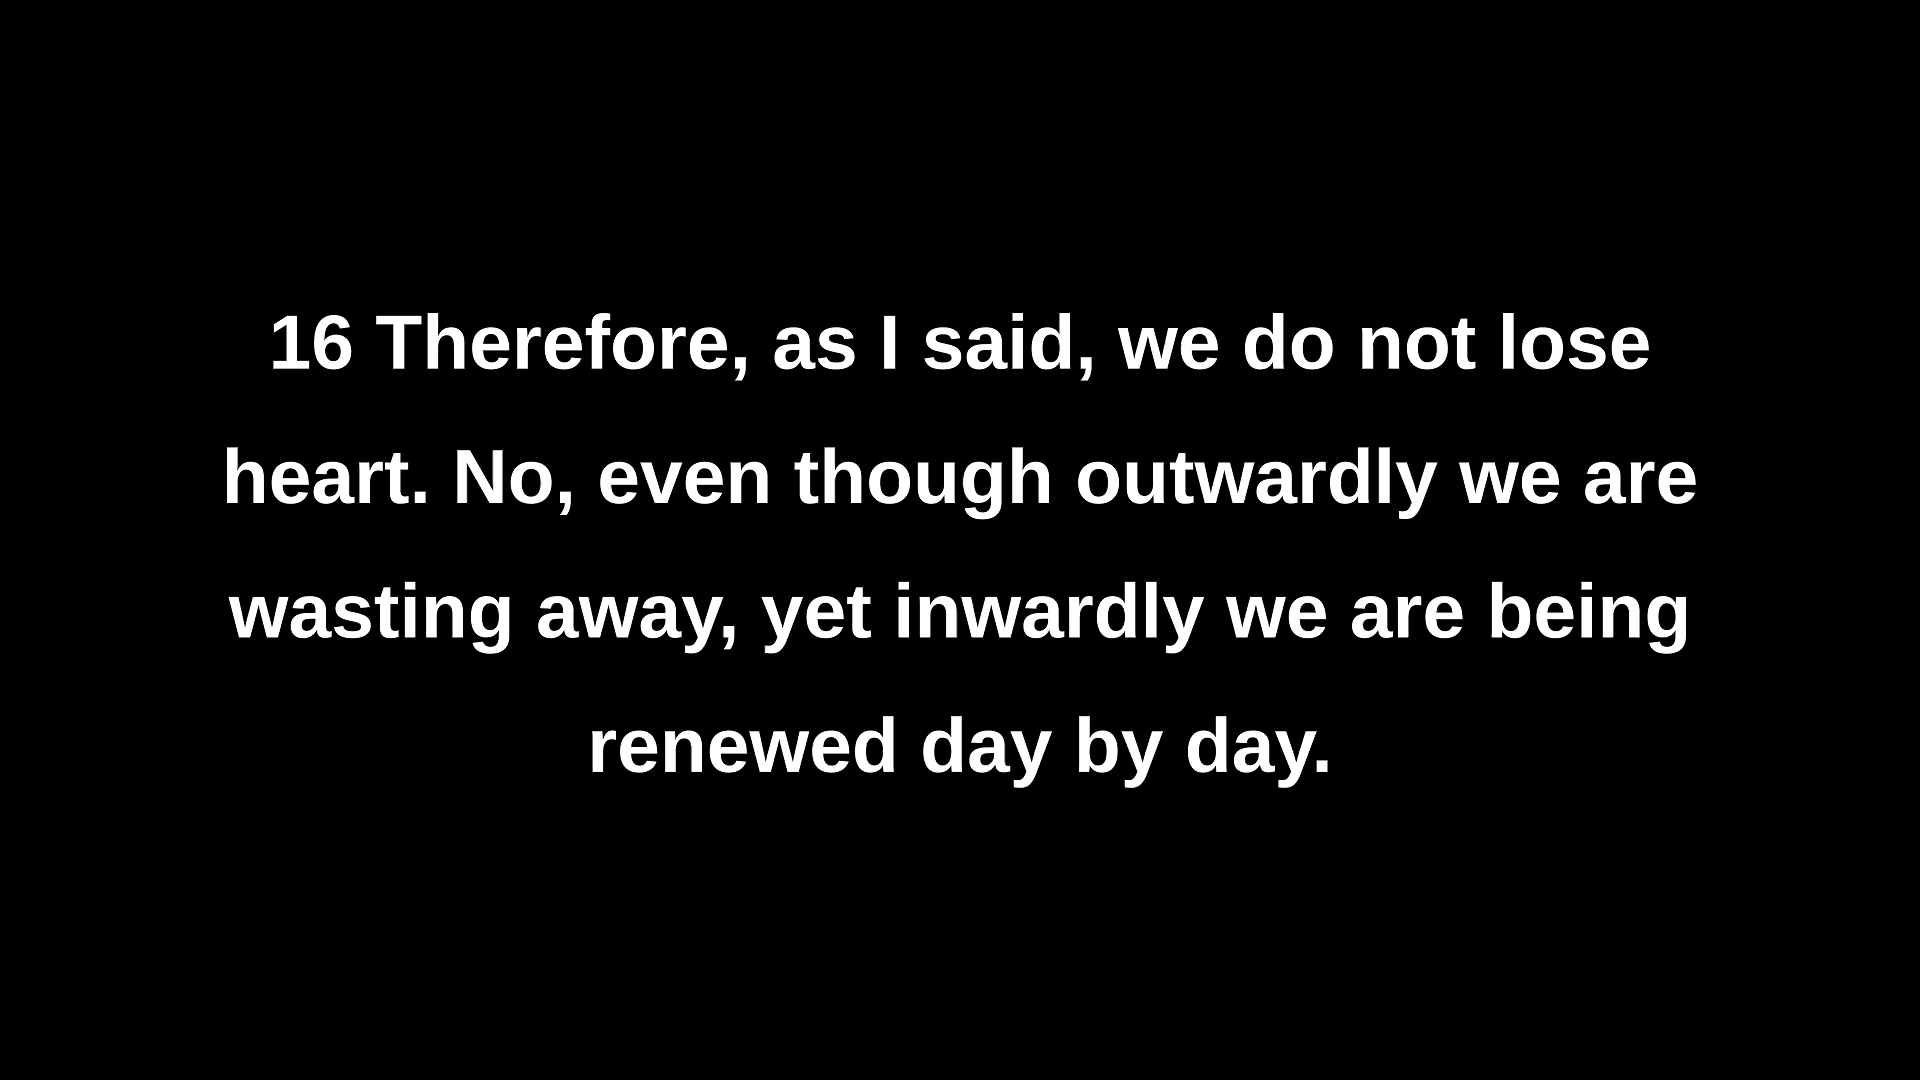 16 Therefore, as I said, we do not lose
heart. No, even though outwardly we are
wasting away, yet inwardly we are being
renewed day by day.